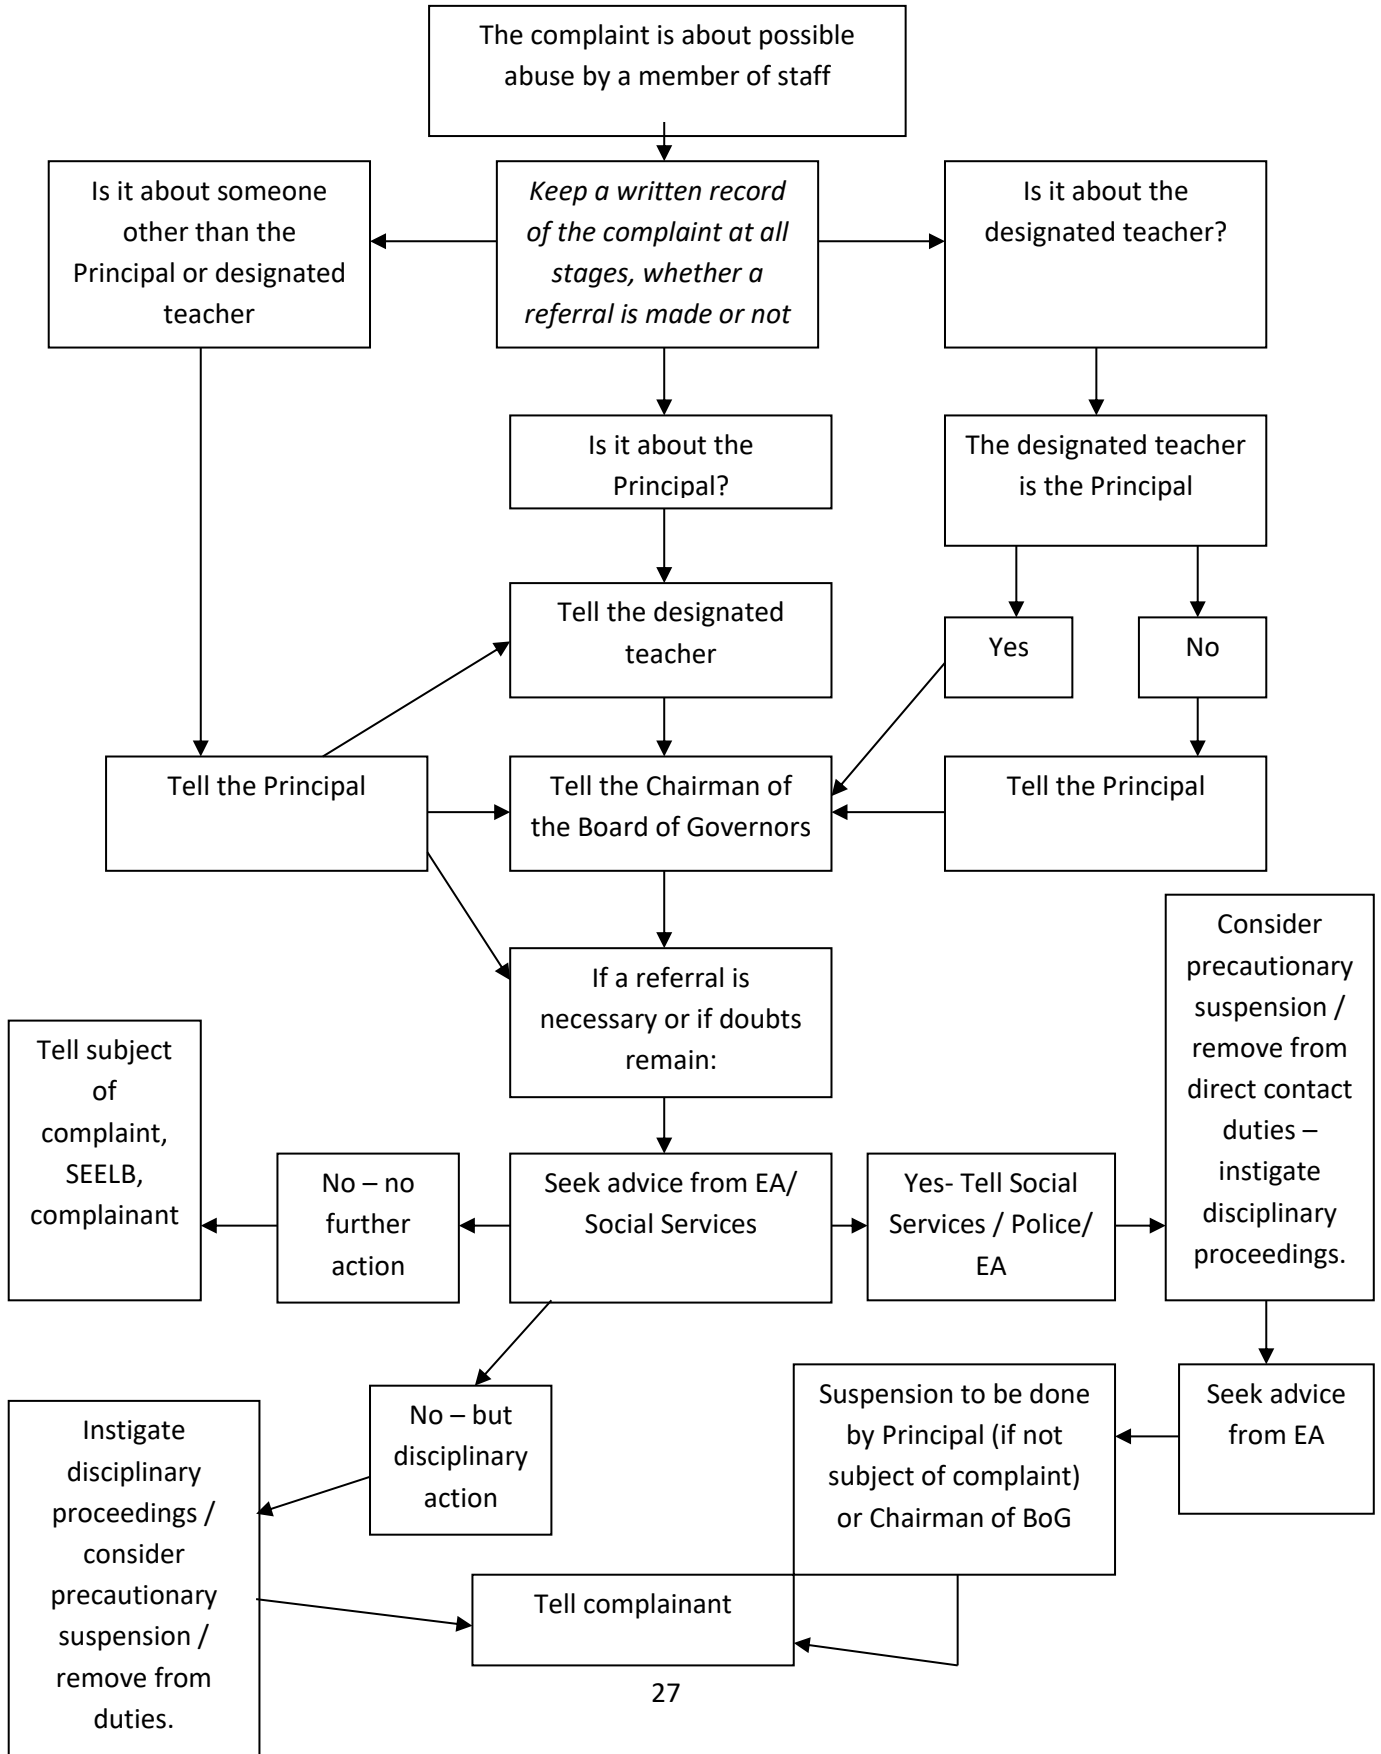 The complaint is about possible
abuse by a member of staff
Is it about someone
other than the
Principal or designated
teacher
Keep a written record
of the complaint at all
stages, whether a
referral is made or not
Is it about the
designated teacher?
Is it about the
Principal?
The designated teacher
is the Principal
Tell the designated
teacher
Yes
No
Tell the Principal
Tell the Chairman of
the Board of Governors
Tell the Principal
If a referral is
necessary or if doubts
remain:
Consider
precautionary
suspension /
remove from
direct contact
duties –
instigate
disciplinary
proceedings.
Tell subject
of
complaint,
SEELB,
complainant
No – no
further
action
Seek advice from EA/
Social Services
Yes- Tell Social
Services / Police/
EA
Instigate
disciplinary
proceedings /
consider
precautionary
suspension /
remove from
duties.
No – but
disciplinary
action
Suspension to be done
by Principal (if not
subject of complaint)
or Chairman of BoG
Seek advice
from EA
Tell complainant
27